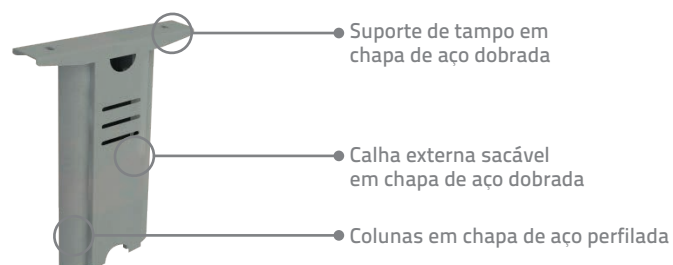 Suporte de tampo em
chapa de aço dobrada
Calha externa sacável
em chapa de aço dobrada
Colunas em chapa de aço perfilada